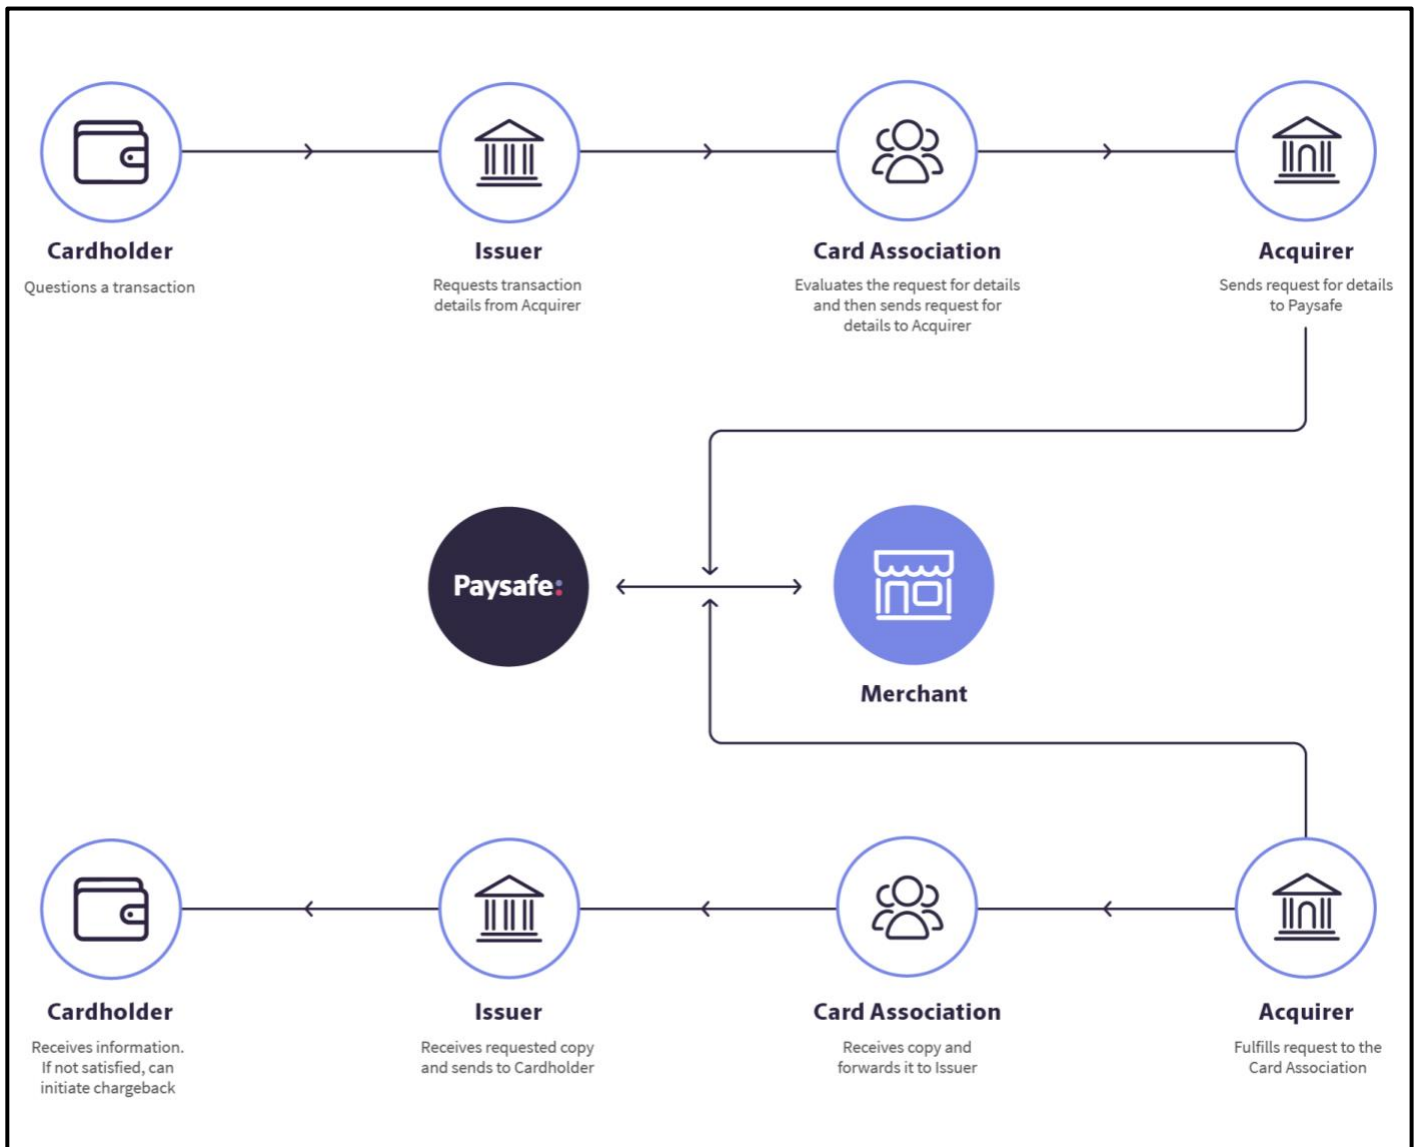 Cardholder
Questions a transaction
Issuer
Requests transaction
details from Acquirer
Card Association
Evaluates the request for details
and then sends request for
details to Acquirer
Acquirer
Sends request for details
to Paysafe
Paysafe:
Merchant
Cardholder
Receives information.
If not satisfied, can
initiate chargeback
Issuer
Receives requested copy
and sends to Cardholder
Card Association
Receives copy and
forwards it to Issuer
Acquirer
Fulfills request to the
Card Association